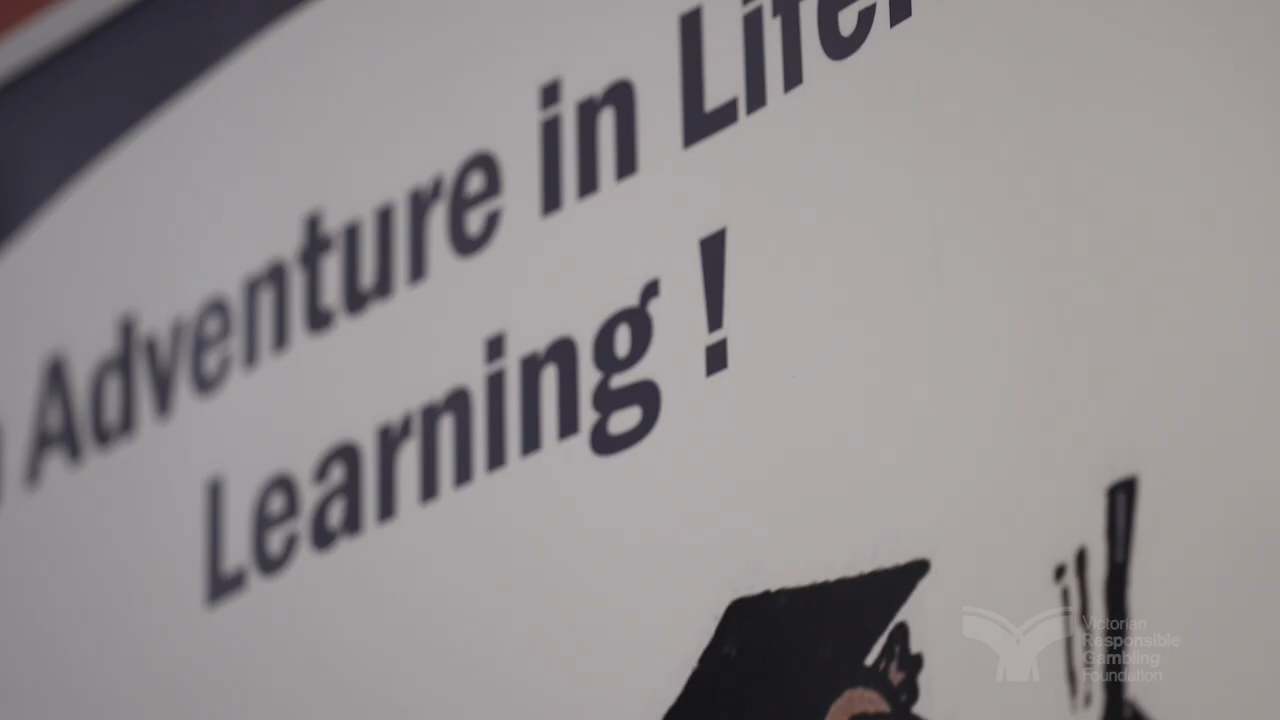 Adventure in Life
Learning !
Victorian
Responsible
Gambling
Foundation